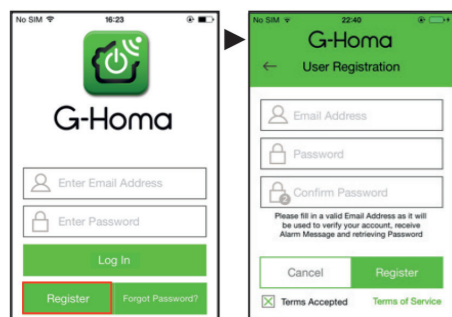 No SIM 16:23
G-Homa
Enter Email Address
Enter Password
Log In
Register Forgot Password?
No SIM 22:40
G-Homa
User Registration
Email Address
Password
2 Confirm Password
Please fill in a valid Email Address as it will
be used to verify your account, receive
Alarm Message and retrieving Password
Cancel Register
Terms Accepted Terms of Service